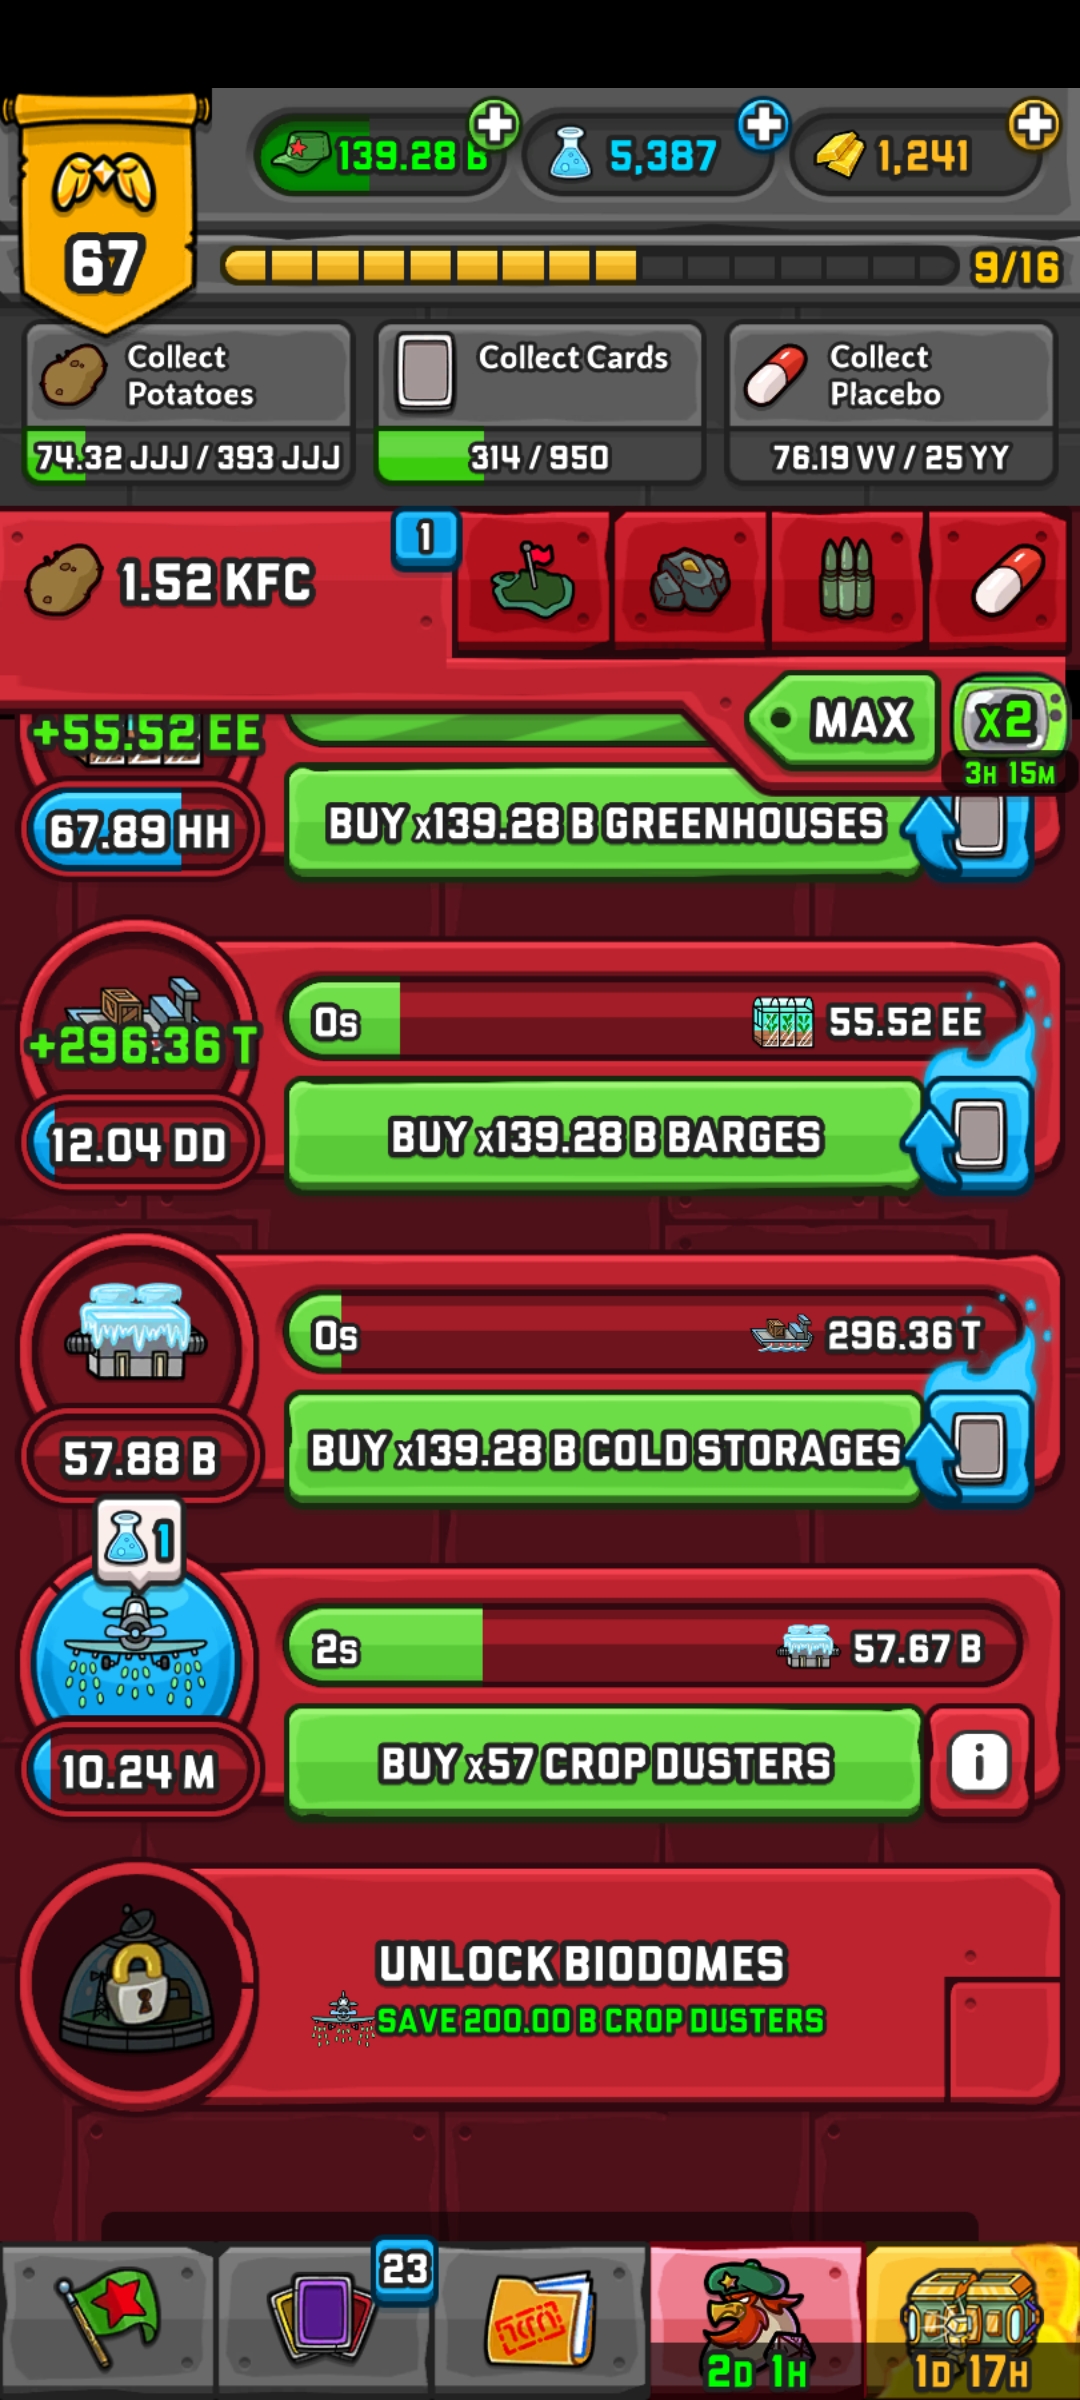 139.28 B
5,387
1,241
67
9/16
Collect
Potatoes
74.32 JJJ / 393 JJJ
Collect Cards
314 / 950
Collect
Placebo
76.19 VV / 25 YY
1.52 KFC
1
MAX
x2
3H 15M
+55.52 EE
67.89 HH
BUY x139.28 B GREENHOUSES
+296.36 T
12.04 DD
0s
55.52 EE
BUY x139.28 B BARGES
57.88 B
0s
296.36 T
BUY x139.28 B COLD STORAGES
1
10.24 M
2s
57.67 B
BUY x57 CROP DUSTERS
i
UNLOCK BIODOMES
SAVE 200.00 B CROP DUSTERS
23
2D 1H
1D 17H